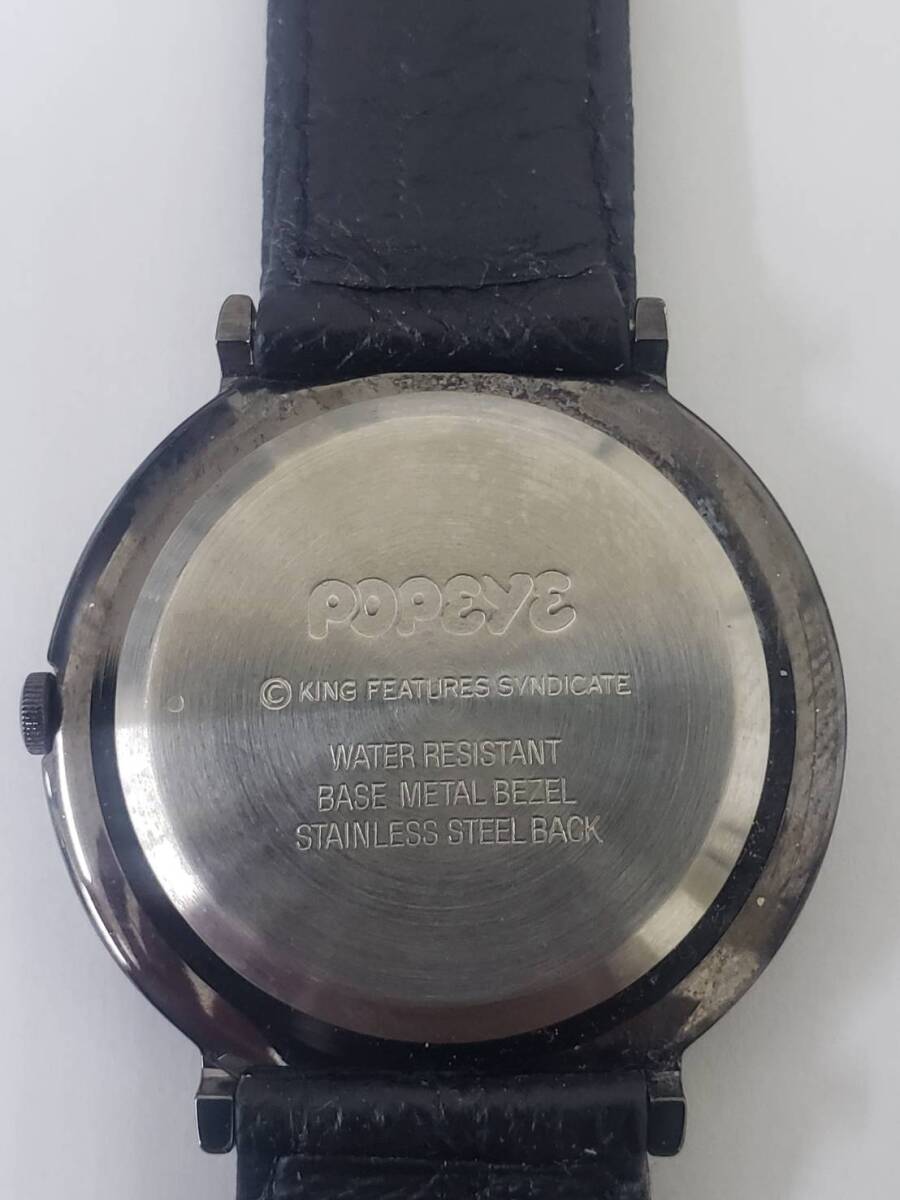 POPEYE
© KING FEATURES SYNDICATE
WATER RESISTANT
BASE METAL BEZEL
STAINLESS STEEL BACK